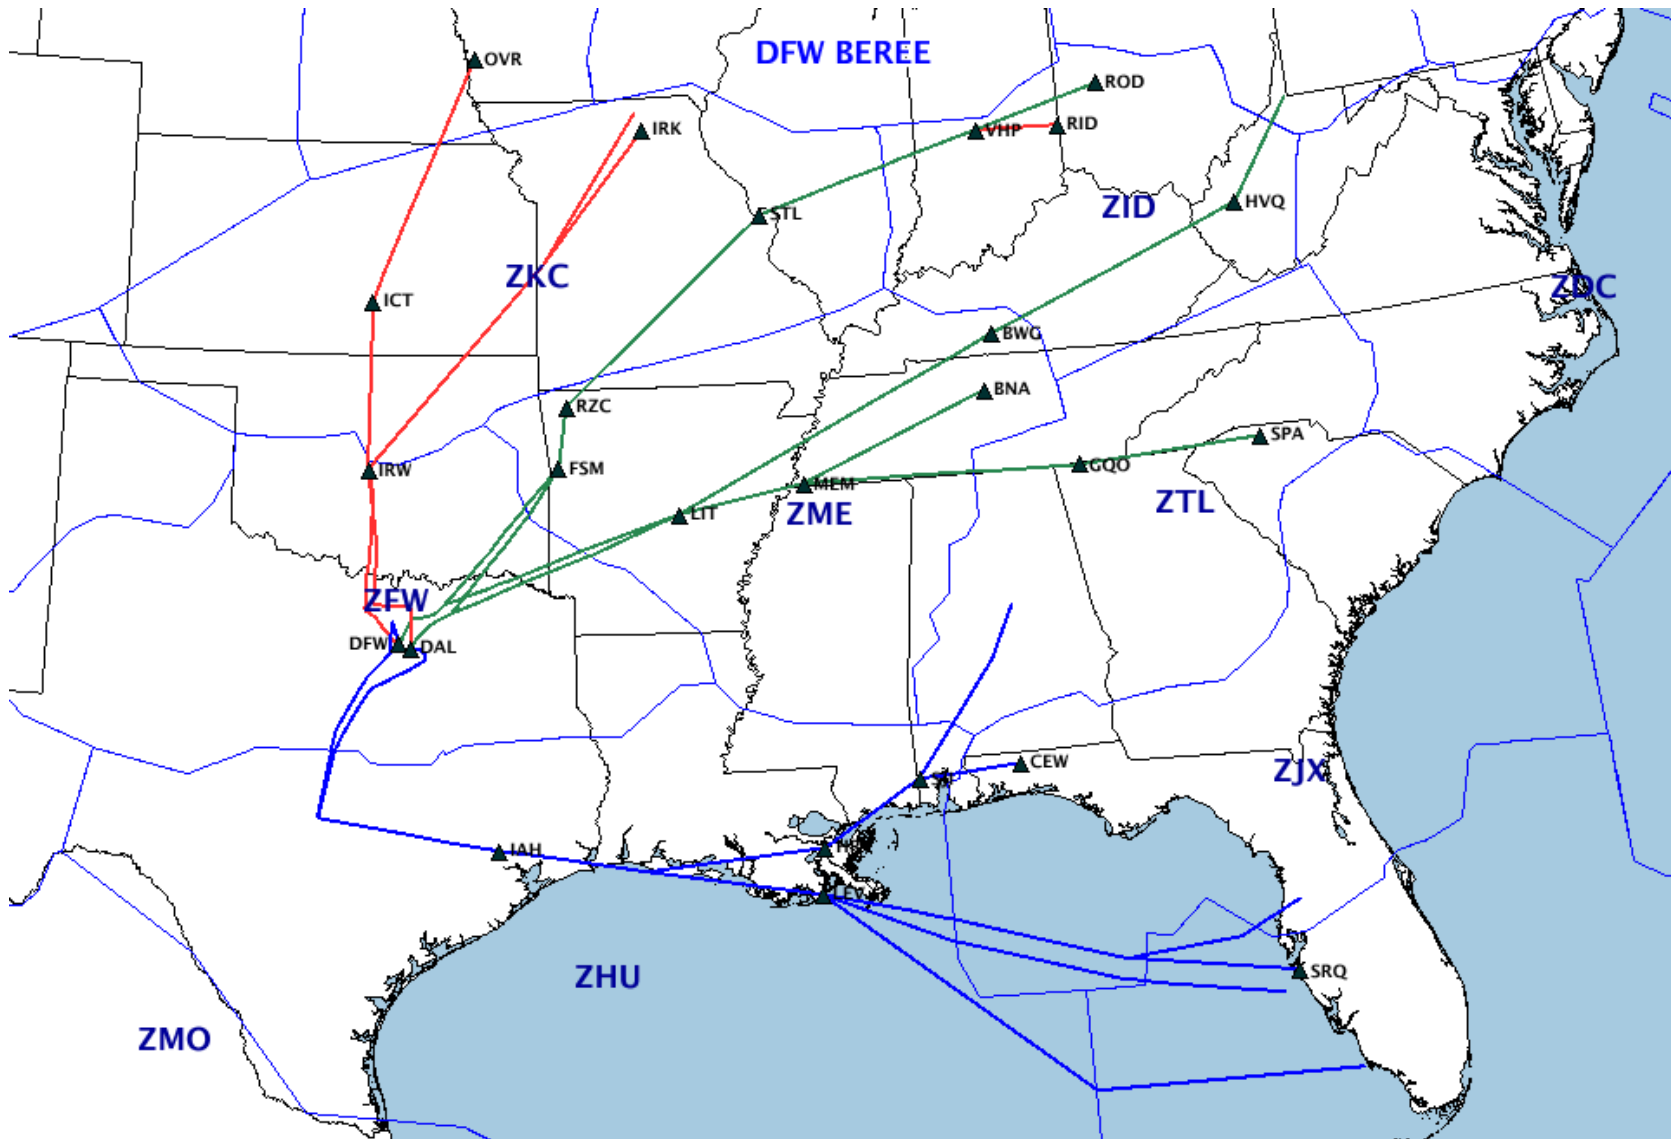 DFW BEREE
OVR
ROD
IRK
VHP
RID
HVQ
STL
ZID
ZKC
ZDC
ICT
BWG
BNA
RZC
SPA
IRW
FSM
GQO
MEM
LIT
ZME
ZTL
ZFW
DFW
DAL
CEW
ZJX
IAH
LEV
SRQ
ZHU
ZMO